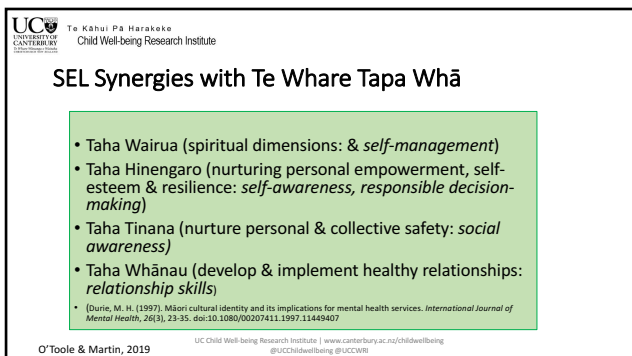 UC
UNIVERSITY OF
CANTERBURY
Te Kāhui Pā Harakeke
Child Well-being Research Institute
SEL Synergies with Te Whare Tapa Whā
• Taha Wairua (spiritual dimensions: & self-management)
• Taha Hinengaro (nurturing personal empowerment, self-
esteem & resilience: self-awareness, responsible decision-
making)
• Taha Tinana (nurture personal & collective safety: social
awareness)
• Taha Whānau (develop & implement healthy relationships:
relationship skills)
• (Durie, M. H. (1997). Māori cultural identity and its implications for mental health services. International Journal of
Mental Health, 26(3), 23-35. doi:10.1080/00207411.1997.11449407
O'Toole & Martin, 2019
UC Child Well-being Research Institute | www.canterbury.ac.nz/childwellbeing
@UCChildwellbeing @UCCWRI